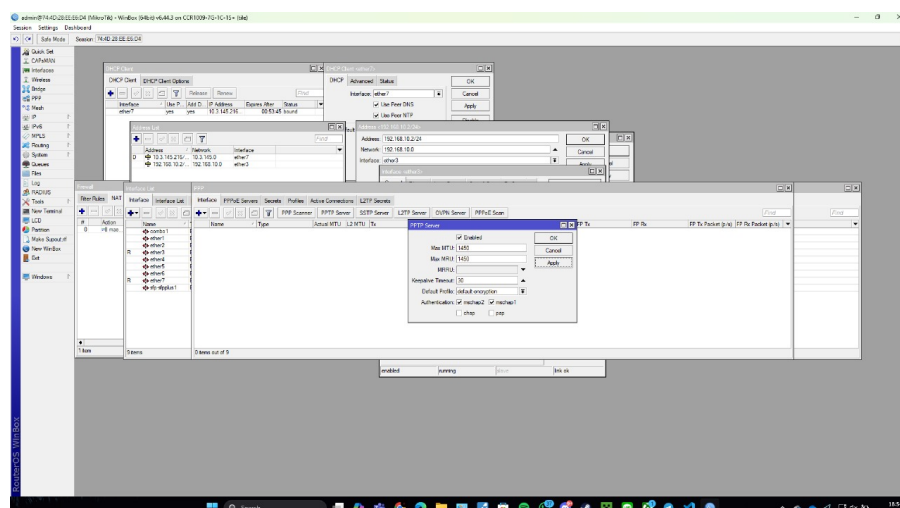 admin@74:4D:28:EE:E6:D4 (MikroTik) - WinBox (64bit) v6.44.3 on CCR1009-7G-1C-1S+ (tile)
Session Settings Dashboard
Safe Mode Session: 74:4D:28:EE:E6:D4
Quick Set
CAPsMAN
Interfaces
Wireless
Bridge
PPP
Mesh
IP
IPv6
MPLS
Routing
System
Queues
Files
Log
RADIUS
Tools
New Terminal
LCD
Partition
Make Supout.rif
New WinBox
Exit
Windows
RouterOS WinBox
DHCP Client
DHCP Client DHCP Client Options
Release Renew Find
Interface Use P... Add D... IP Address Expires After Status
ether7 yes yes 10.3.145.216... 00:53:45 bound
DHCP Advanced Status
Interface: ether7
Use Peer DNS
Use Peer NTP
OK
Cancel
Apply
Address List
Find
Address Network Interface
D 10.3.145.216/... 10.3.145.0 ether7
192.168.10.2/... 192.168.10.0 ether3
Address: 192.168.10.2/24
Network: 192.168.10.0
Interface: ether3
OK
Cancel
Apply
Firewall
Filter Rules NAT
# Action
0 mas...
1 item
Interface List
Interface Interface List
Name
combo1
ether1
ether2
R ether3
ether4
ether5
ether6
R ether7
sfp-sfpplus1
9 items
PPP
Interface PPPoE Servers Secrets Profiles Active Connections L2TP Secrets
PPP Scanner PPTP Server SSTP Server L2TP Server OVPN Server PPPoE Scan Find
Find
Name Type Actual MTU L2 MTU Tx FP Tx FP Rx FP Tx Packet (p/s) FP Rx Packet (p/s)
0 items out of 9
PPTP Server
Enabled
Max MTU: 1450
Max MRU: 1450
MRRU:
Keepalive Timeout: 30
Default Profile: default-encryption
Authentication: mschap2 mschap1
chap pap
OK
Cancel
Apply
enabled running slave link ok
Search